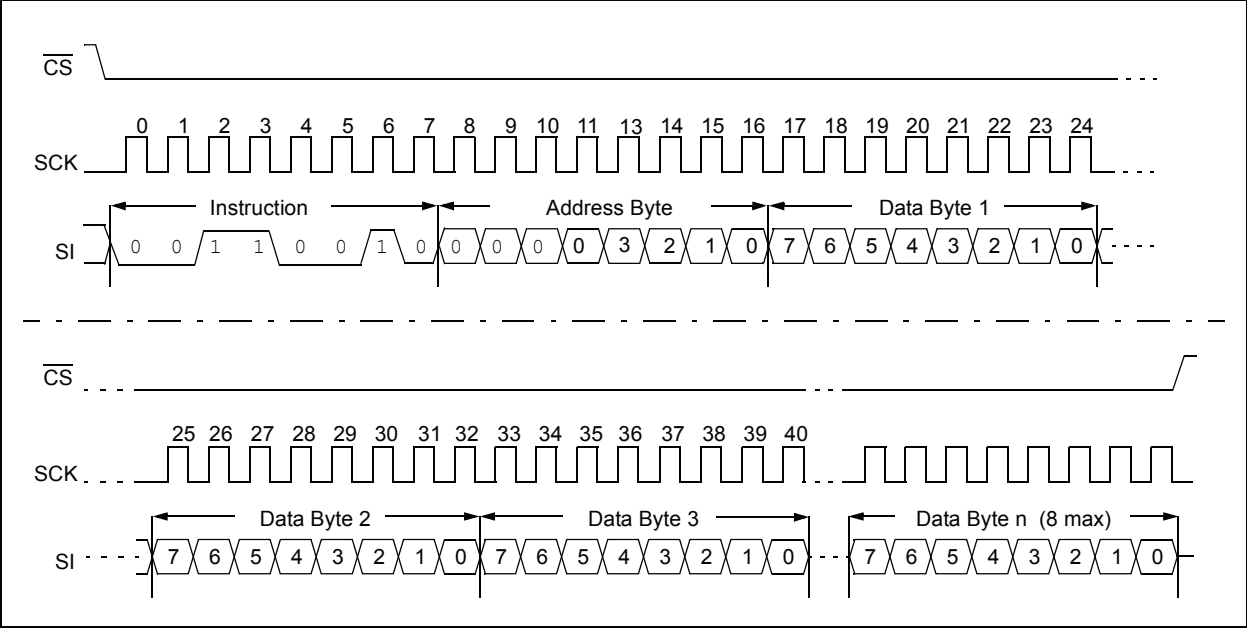 CS
0 1 2 3 4 5 6 7 8 9 10 11 13 14 15 16 17 18 19 20 21 22 23 24
SCK
Instruction Address Byte Data Byte 1
SI 0 0 1 1 0 0 1 0 0 0 0 0 3 2 1 0 7 6 5 4 3 2 1 0
CS
25 26 27 28 29 30 31 32 33 34 35 36 37 38 39 40
SCK
Data Byte 2 Data Byte 3 Data Byte n (8 max)
SI 7 6 5 4 3 2 1 0 7 6 5 4 3 2 1 0 7 6 5 4 3 2 1 0